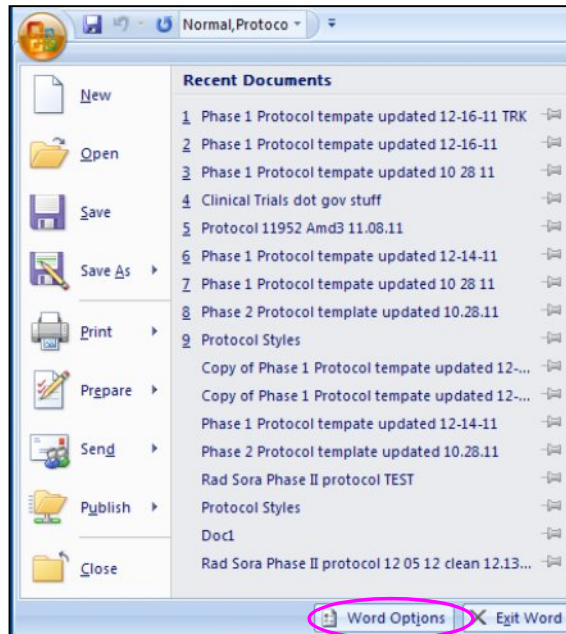 Normal,Protoco
New
Open
Save
Save As
Print
Prepare
Send
Publish
Close
Recent Documents
1 Phase 1 Protocol tempate updated 12-16-11 TRK
2 Phase 1 Protocol tempate updated 12-16-11
3 Phase 1 Protocol tempate updated 10 28 11
4 Clinical Trials dot gov stuff
5 Protocol 11952 Amd3 11.08.11
6 Phase 1 Protocol tempate updated 12-14-11
7 Phase 1 Protocol tempate updated 10 28 11
8 Phase 2 Protocol template updated 10.28.11
9 Protocol Styles
Copy of Phase 1 Protocol tempate updated 12-...
Copy of Phase 1 Protocol tempate updated 12-...
Phase 1 Protocol tempate updated 12-14-11
Phase 2 Protocol template updated 10.28.11
Rad Sora Phase II protocol TEST
Protocol Styles
Doc1
Rad Sora Phase II protocol 12 05 12 clean 12.13...
Word Options
Exit Word